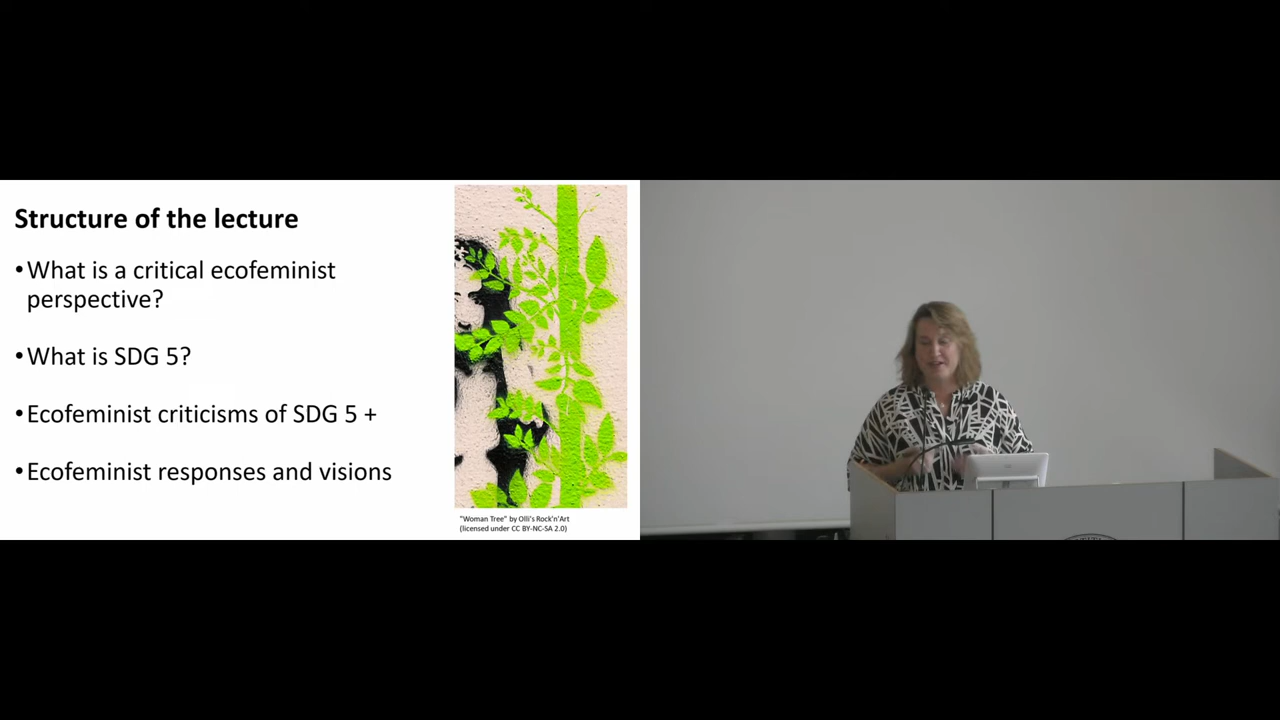 Structure of the lecture
•What is a critical ecofeminist
perspective?
•What is SDG 5?
•Ecofeminist criticisms of SDG 5 +
•Ecofeminist responses and visions
"Woman Tree" by Olli's Rock'n'Art
(licensed under CC BY-NC-SA 2.0)